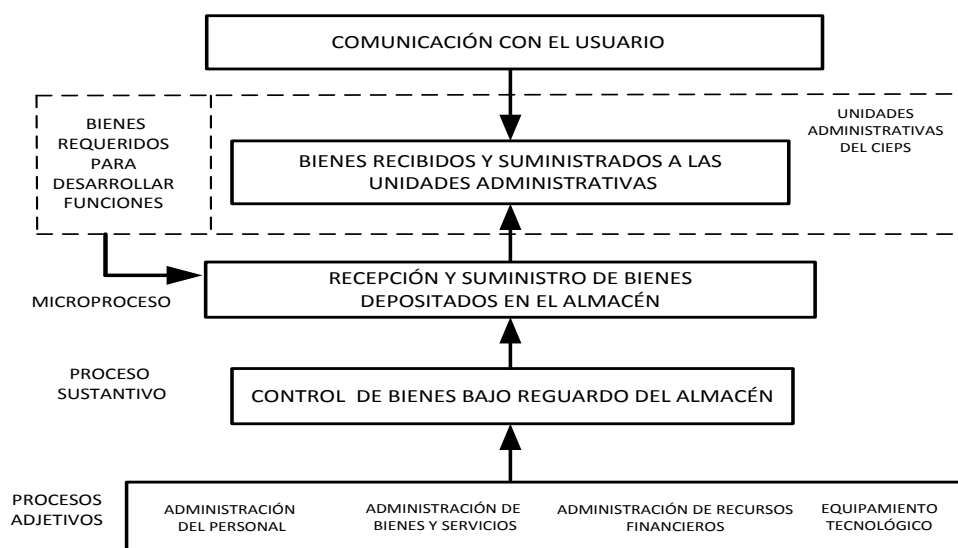 COMUNICACIÓN CON EL USUARIO
BIENES
REQUERIDOS
PARA
DESARROLLAR
FUNCIONES
UNIDADES
ADMINISTRATIVAS
DEL CIEPS
BIENES RECIBIDOS Y SUMINISTRADOS A LAS
UNIDADES ADMINISTRATIVAS
MICROPROCESO
RECEPCIÓN Y SUMINISTRO DE BIENES
DEPOSITADOS EN EL ALMACÉN
PROCESO
SUSTANTIVO
CONTROL DE BIENES BAJO REGUARDO DEL ALMACÉN
PROCESOS
ADJETIVOS
ADMINISTRACIÓN
DEL PERSONAL
ADMINISTRACIÓN DE
BIENES Y SERVICIOS
ADMINISTRACIÓN DE RECURSOS
FINANCIEROS
EQUIPAMIENTO
TECNOLÓGICO